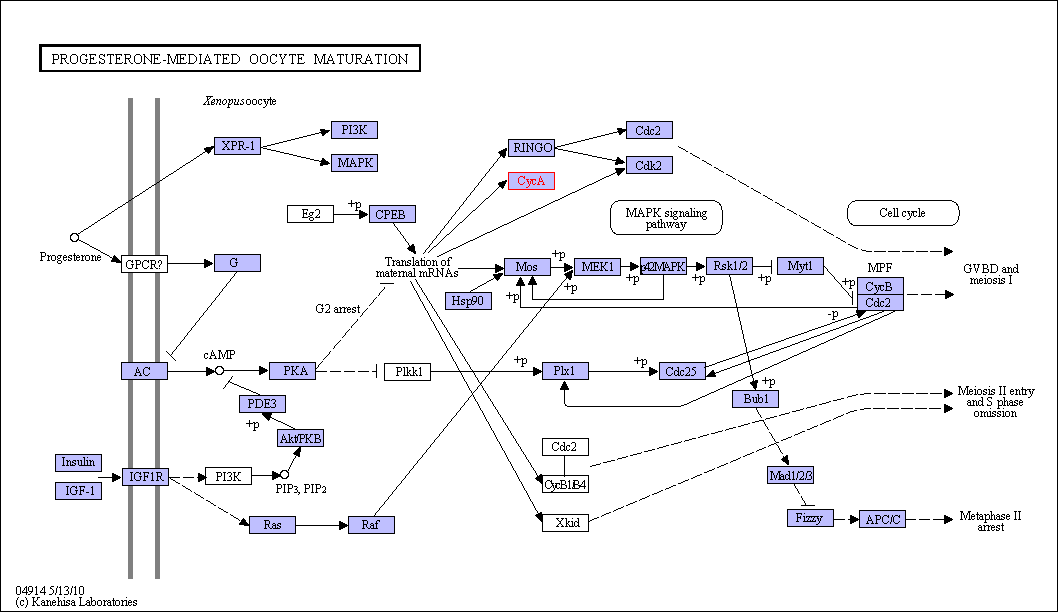 PROGESTERONE-MEDIATED OOCYTE MATURATION
Xenopus oocyte
PI3K
Cdc2
XPR-1
RINGO
MAPK
Cdk2
CycA
Eg2
+p
CPEB
MAPK signaling
pathway
Cell cycle
Progesterone
GPCR?
G
Translation of
maternal mRNAs
Mos
+p
MEK1
+p
p42MAPK
+p
Rsk1/2
+p
Myt1
+p
MPF
CycB
Cdc2
GVBD and
meiosis I
Hsp90
+p
+p
G2 arrest
-p
cAMP
AC
PKA
Plkk1
+p
Plx1
+p
Cdc25
+p
Bub1
Meiosis II entry
and S phase
omission
PDE3
+p
Akt/PKB
Cdc2
Insulin
IGF-1
IGF1R
PI3K
PIP3, PIP2
CycB1/B4
Mad1/2/3
Ras
Raf
Xkid
Fizzy
APC/C
Metaphase II
arrest
04914 5/13/10
(c) Kanehisa Laboratories